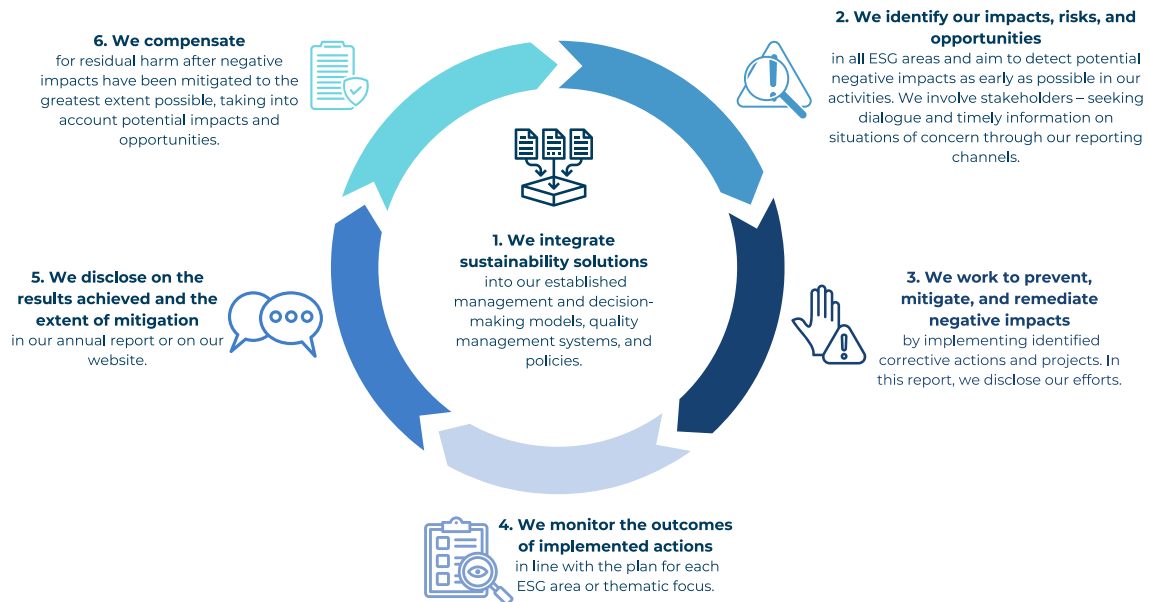 1. We integrate
sustainability solutions
into our established
management and decision-
making models, quality
management systems, and
policies.
2. We identify our impacts, risks, and
opportunities
in all ESG areas and aim to detect potential
negative impacts as early as possible in our
activities. We involve stakeholders – seeking
dialogue and timely information on
situations of concern through our reporting
channels.
3. We work to prevent,
mitigate, and remediate
negative impacts
by implementing identified
corrective actions and projects. In
this report, we disclose our efforts.
4. We monitor the outcomes
of implemented actions
in line with the plan for each
ESG area or thematic focus.
5. We disclose on the
results achieved and the
extent of mitigation
in our annual report or on our
website.
6. We compensate
for residual harm after negative
impacts have been mitigated to the
greatest extent possible, taking into
account potential impacts and
opportunities.